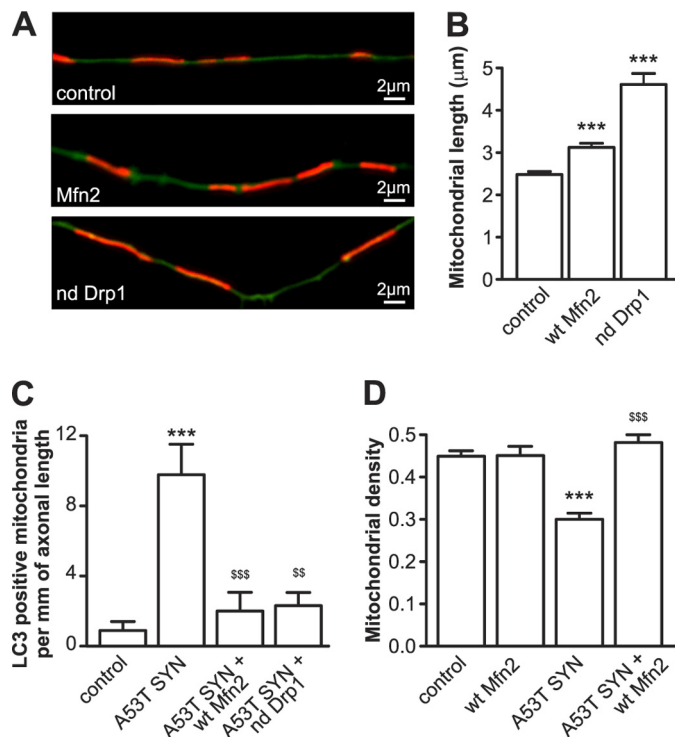 A
control
2μm
Mfn2
2μm
nd Drp1
2μm
B
Mitochondrial length (μm)
5
4
3
2
1
0
***
***
control
wt Mfn2
nd Drp1
C
LC3 positive mitochondria
per mm of axonal length
12
8
4
0
***
$$$
$$
control
A53T SYN
A53T SYN +
wt Mfn2
A53T SYN +
nd Drp1
D
Mitochondrial density
0.5
0.4
0.3
0.2
0.1
0.0
***
$$$
control
wt Mfn2
A53T SYN
A53T SYN +
wt Mfn2